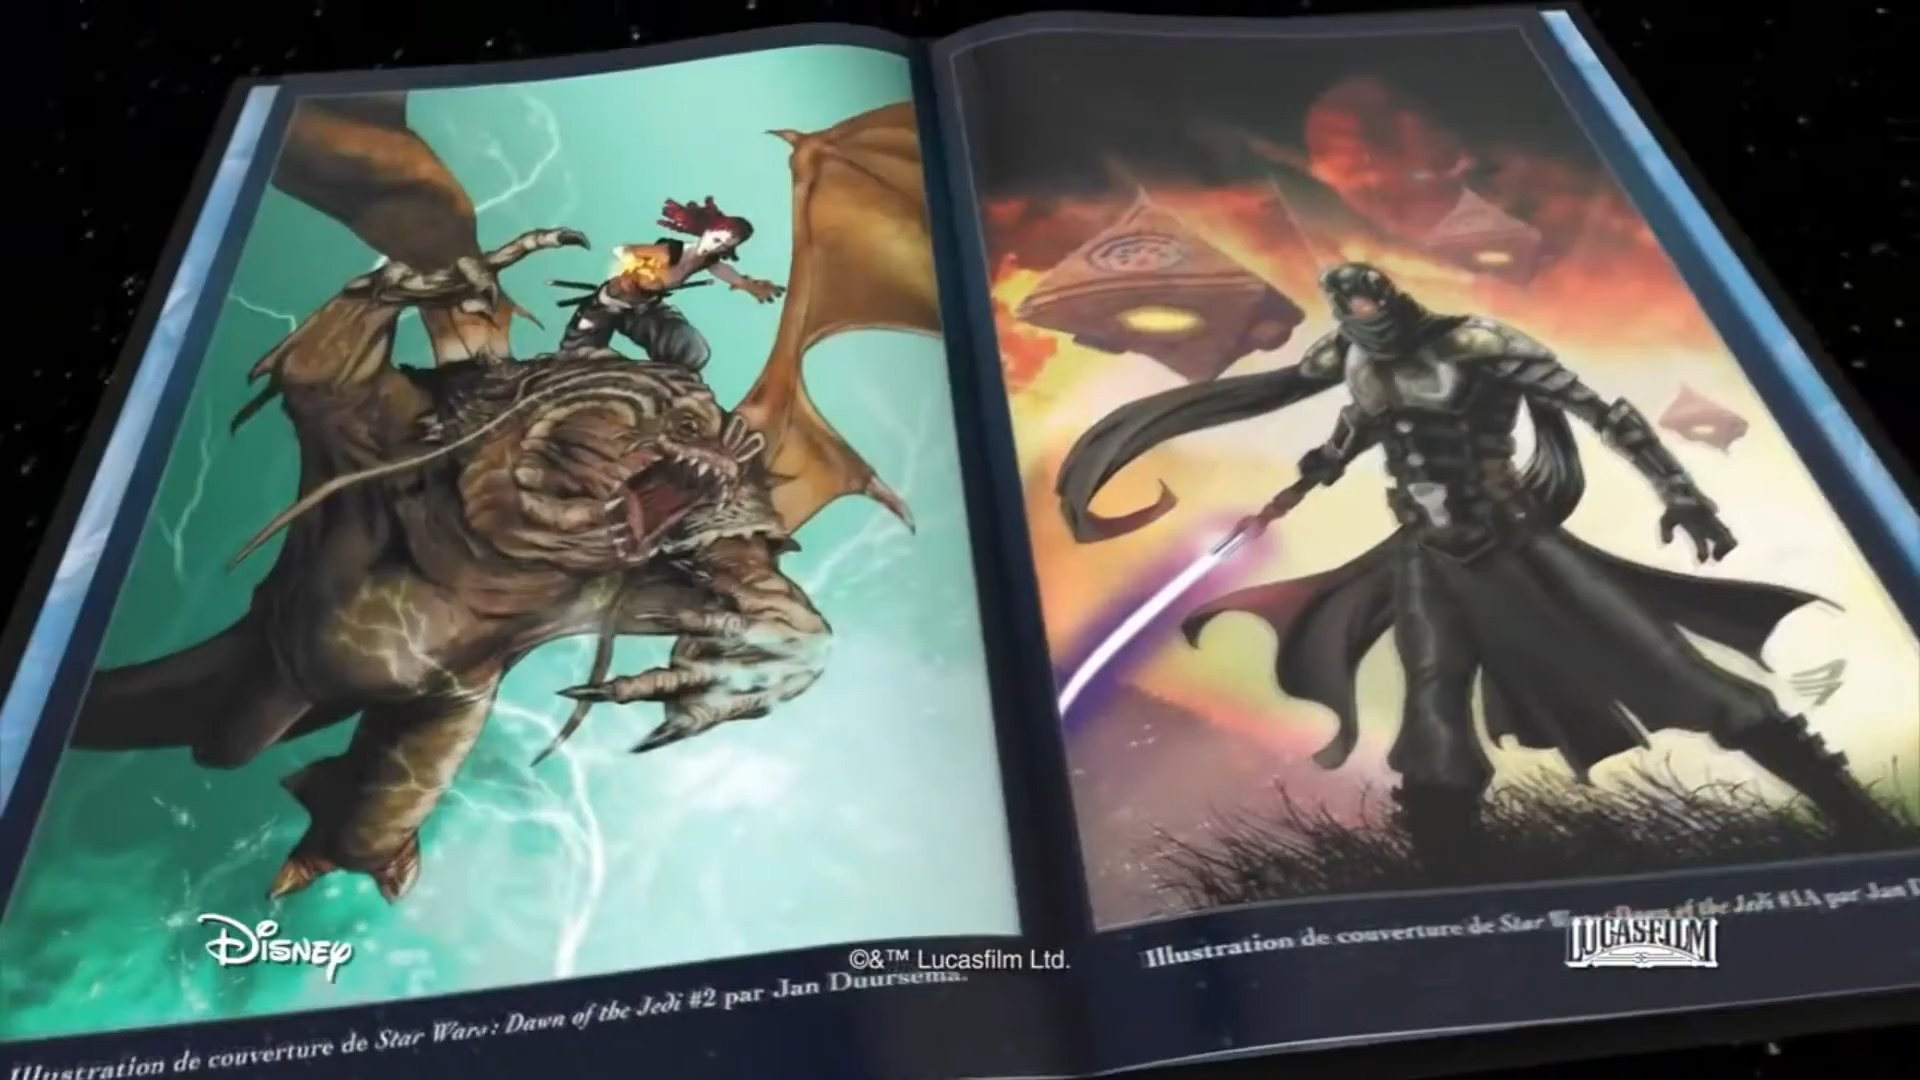 Illustration de couverture de Star Wars: Dawn of the Jedi #2 par Jan Duursema.
Illustration de couverture de Star Dawn of the Jedi #1A par Jan
DISNEY
©&™ Lucasfilm Ltd.
LUCASFILM